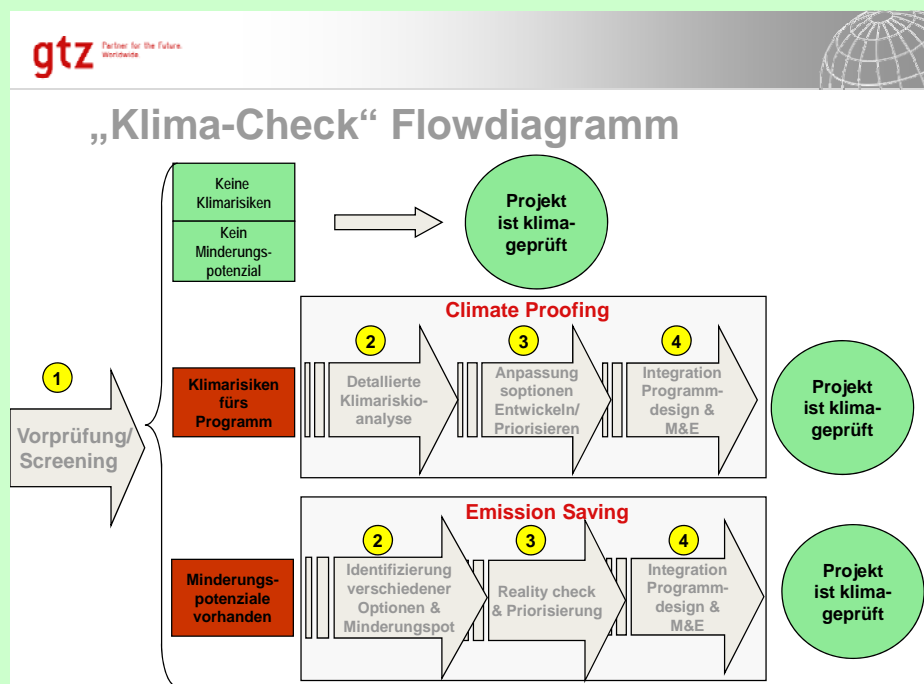 gtz
Partner for the Future.
Worldwide
„Klima-Check“ Flowdiagramm
Keine
Klimarisiken
Kein
Minderungs-
potenzial
Projekt
ist klima-
geprüft
1
Vorprüfung/
Screening
Climate Proofing
Klimarisiken
fürs
Programm
2
Detallierte
Klimariskio-
analyse
3
Anpassung
soptionen
Entwickeln/
Priorisieren
4
Integration
Programm-
design &
M&E
Projekt
ist klima-
geprüft
Emission Saving
Minderungs-
potenziale
vorhanden
2
Identifizierung
verschiedener
Optionen &
Minderungspot
3
Reality check
& Priorisierung
4
Integration
Programm-
design &
M&E
Projekt
ist klima-
geprüft